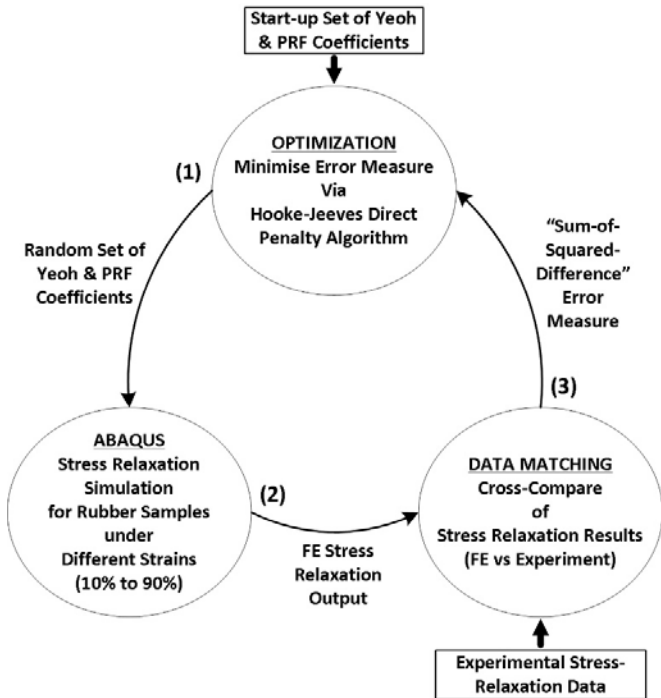 Start-up Set of Yeoh
& PRF Coefficients
OPTIMIZATION
Minimise Error Measure
Via
Hooke-Jeeves Direct
Penalty Algorithm
(1)
Random Set of
Yeoh & PRF
Coefficients
"Sum-of-
Squared-
Difference”
Error
Measure
ABAQUS
Stress Relaxation
Simulation
for Rubber Samples
under
Different Strains
(10% to 90%)
(2)
FE Stress
Relaxation
Output
(3)
DATA MATCHING
Cross-Compare
of
Stress Relaxation Results
(FE vs Experiment)
Experimental Stress-
Relaxation Data